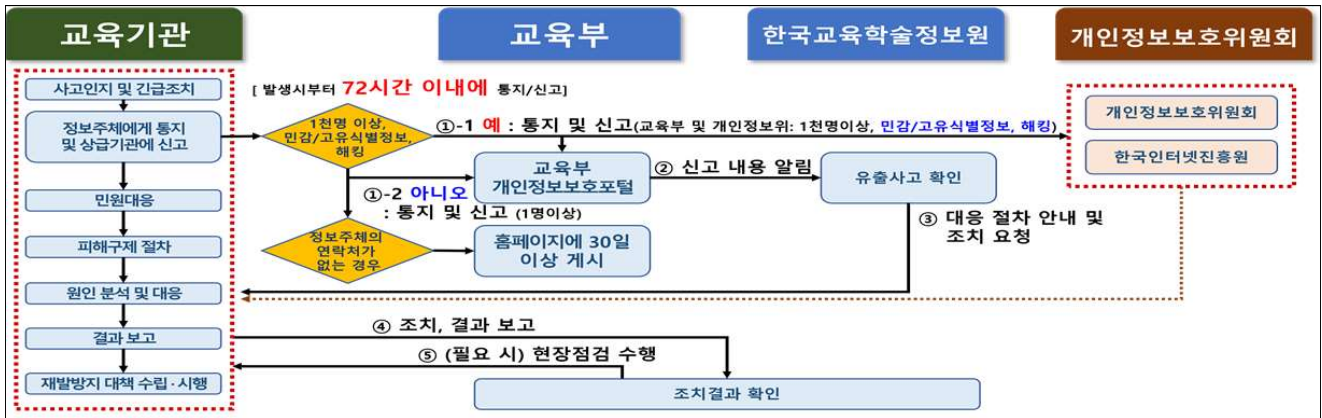 교육기관
교육부
한국교육학술정보원
개인정보보호위원회
사고인지 및 긴급조치
정보주체에게 통지
및 상급기관에 신고
민원대응
피해구제 절차
원인 분석 및 대응
결과 보고
재발방지 대책 수립·시행
[ 발생시부터 72시간 이내에 통지/신고]
1천명 이상,
민감/고유식별정보,
해킹
①-1 예 : 통지 및 신고(교육부 및 개인정보위: 1천명이상, 민감/고유식별정보, 해킹)
①-2 아니오
: 통지 및 신고 (1명이상)
교육부
개인정보보호포털
② 신고 내용 알림
유출사고 확인
개인정보보호위원회
한국인터넷진흥원
정보주체의
연락처가
없는 경우
홈페이지에 30일
이상 게시
③ 대응 절차 안내 및
조치 요청
④ 조치, 결과 보고
⑤ (필요 시) 현장점검 수행
조치결과 확인